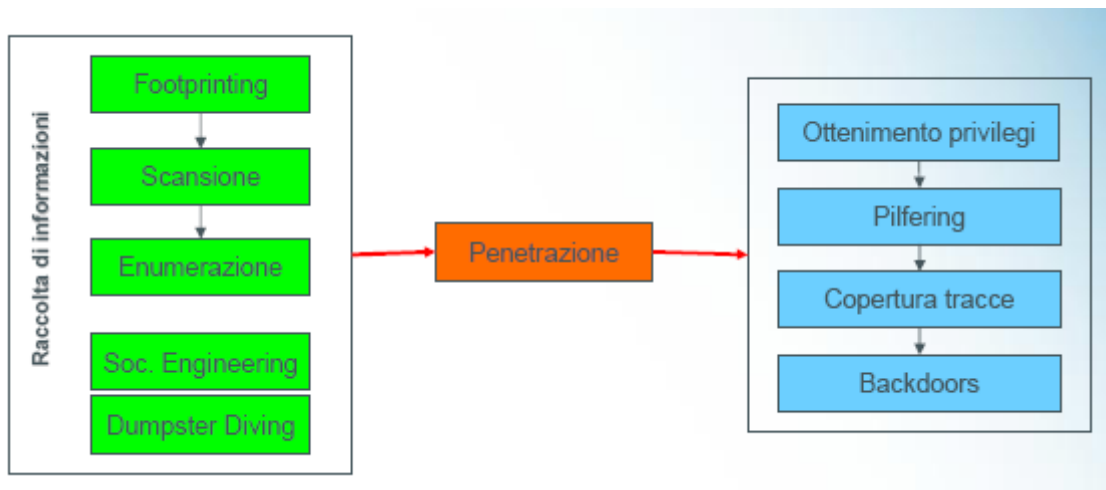 Raccolta di informazioni
Footprinting
Scansione
Enumerazione
Soc. Engineering
Dumpster Diving
Penetrazione
Ottenimento privilegi
Pilfering
Copertura tracce
Backdoors